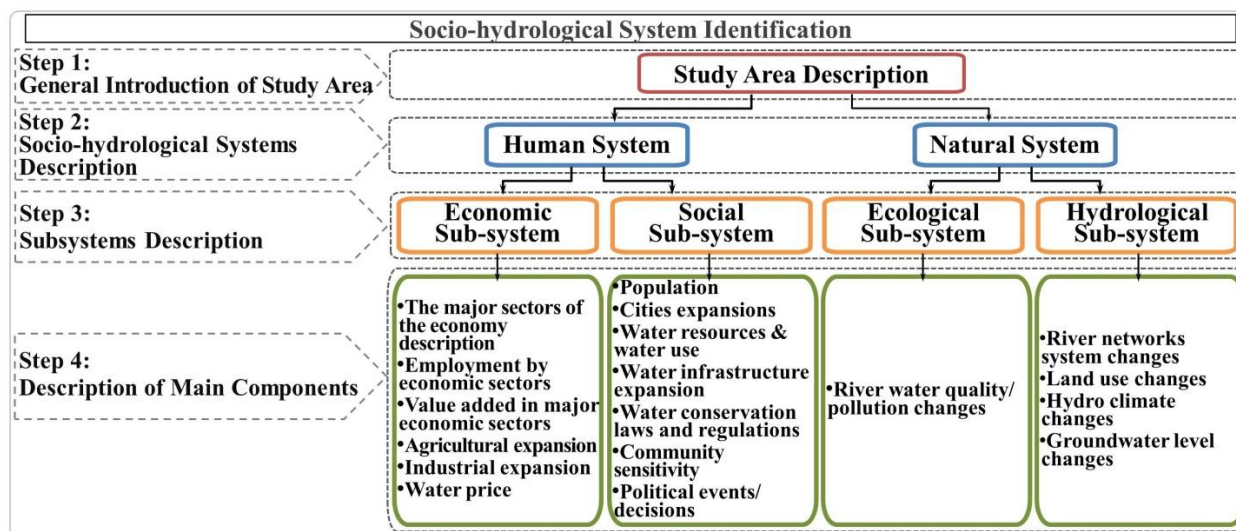 Socio-hydrological System Identification
Step 1:
General Introduction of Study Area
Study Area Description
Step 2:
Socio-hydrological Systems
Description
Human System
Natural System
Step 3:
Subsystems Description
Economic
Sub-system
Social
Sub-system
Ecological
Sub-system
Hydrological
Sub-system
Step 4:
Description of Main Components
•The major sectors of
the economy
description
•Employment by
economic sectors
•Value added in major
economic sectors
•Agricultural expansion
•Industrial expansion
•Water price
•Population
•Cities expansions
•Water resources &
water use
•Water infrastructure
expansion
•Water conservation
laws and regulations
•Community
sensitivity
•Political events/
decisions
•River water quality/
pollution changes
•River networks
system changes
•Land use changes
•Hydro climate
changes
•Groundwater level
changes